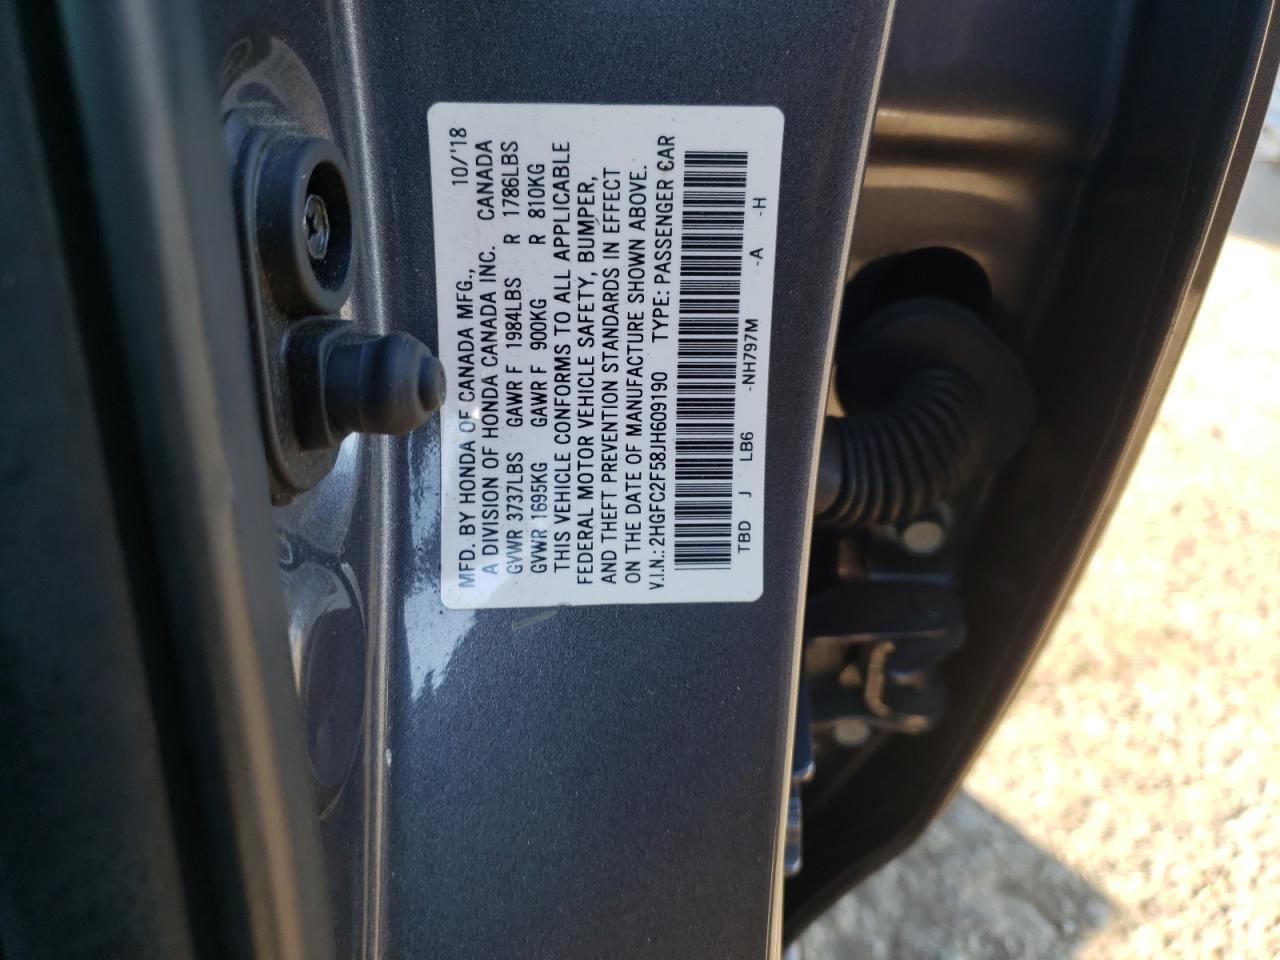 10/'18
MFD. BY HONDA OF CANADA MFG.,
A DIVISION OF HONDA CANADA INC. CANADA
GVWR 3737LBS GAWR F 1984LBS R 1786LBS
GVWR 1695KG GAWR F 900KG R 810KG
THIS VEHICLE CONFORMS TO ALL APPLICABLE
FEDERAL MOTOR VEHICLE SAFETY, BUMPER,
AND THEFT PREVENTION STANDARDS IN EFFECT
ON THE DATE OF MANUFACTURE SHOWN ABOVE.
V.I.N.: 2HGFC2F58JH609190 TYPE: PASSENGER CAR
TBD J LB6 -NH797M -A -H